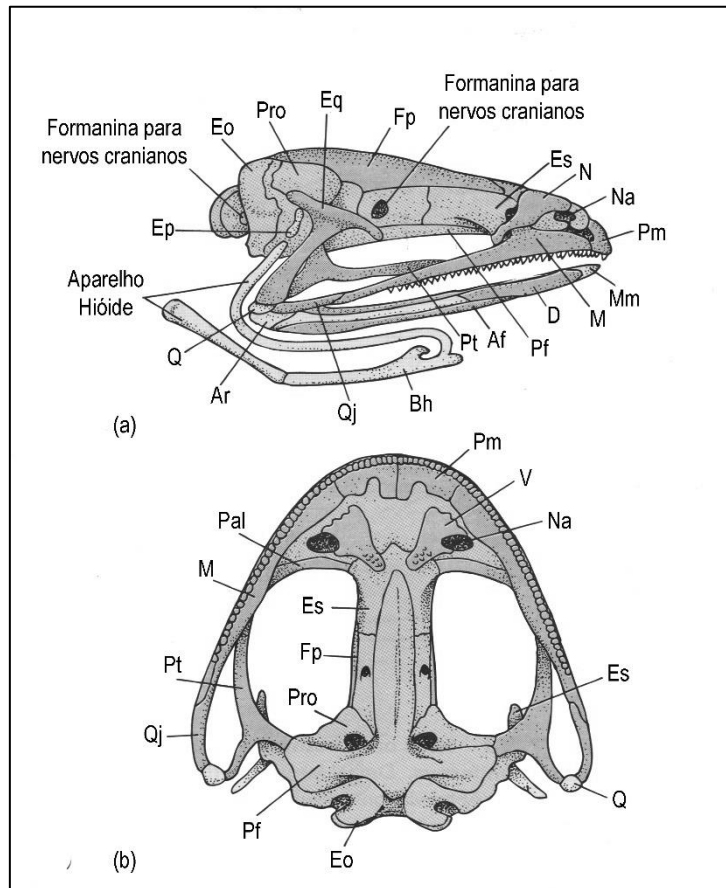 Formanina para
nervos cranianos
Eq
Pro
Fp
Eo
Formanina para
nervos cranianos
Es
N
Na
Pm
Ep
Aparelho
Hióide
Mm
M
D
Pf
Af
Pt
Q
Ar
Qj
Bh
(a)
Pm
V
Na
Pal
M
Es
Fp
Pt
Es
Pro
Qj
Q
Pf
Eo
(b)